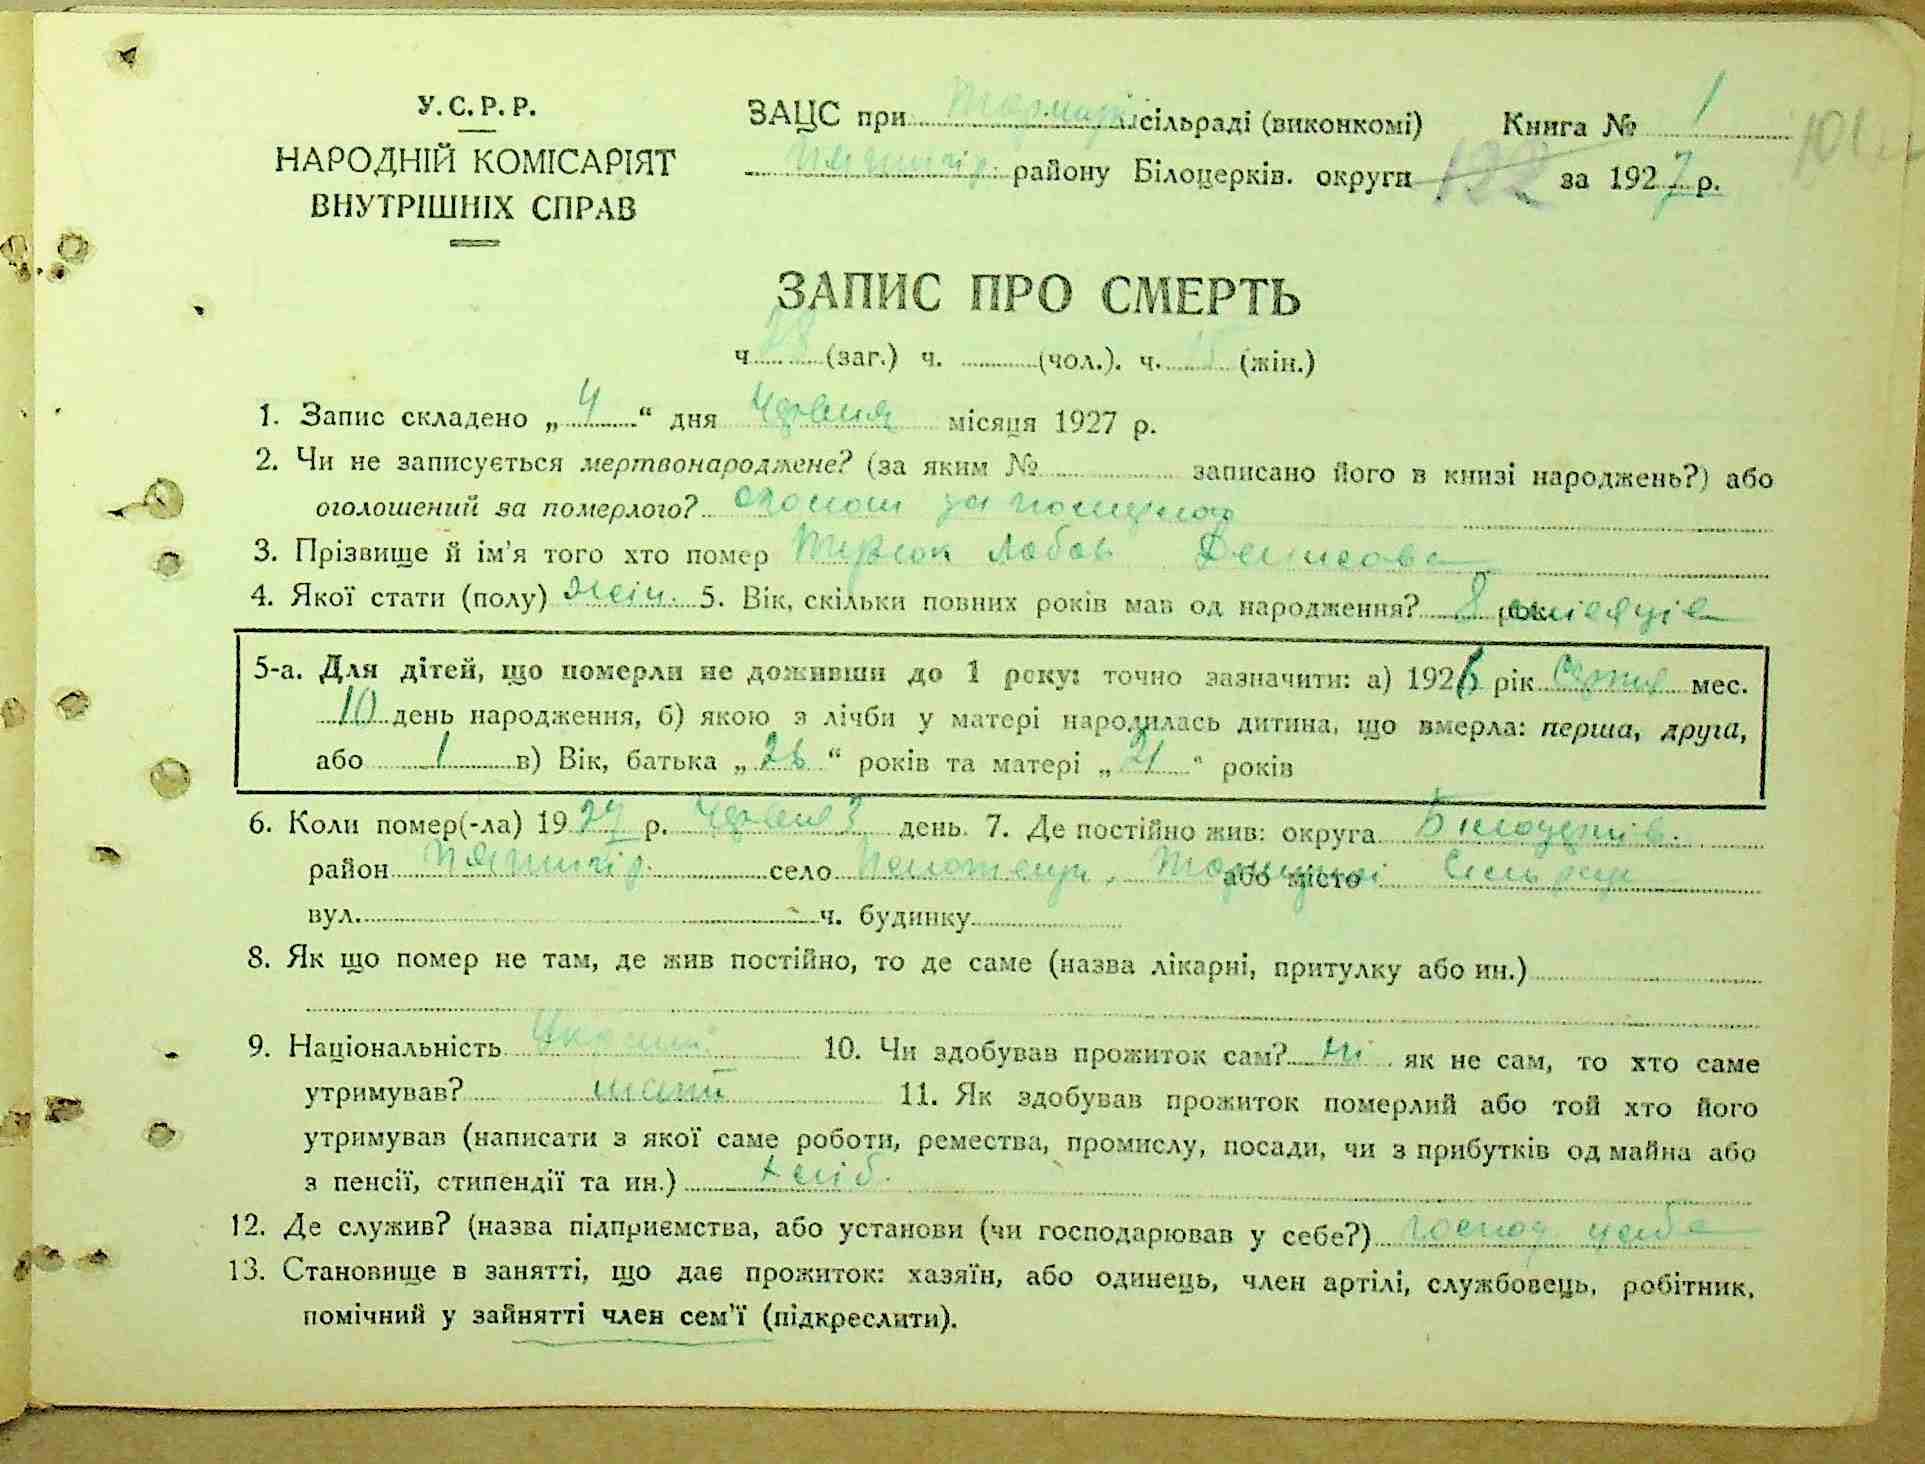 У.С.Р.Р.
НАРОДНІЙ КОМІСАРІЯТ
ВНУТРІШНІХ СПРАВ
ЗАЦС при сільраді (виконкомі) Книга № 1
району Білоцерків. округи 122 за 1927 р.
ЗАПИС ПРО СМЕРТЬ
ч 28 (заг.) ч. (чол.). ч. 15 (жін.)
1. Запис складено „4“ дня Червня місяця 1927 р.
2. Чи не записується мертвонароджене? (за яким № записано його в книзі народжень?) або
оголошений за померлого? за
3. Прізвище й ім'я того хто помер Денисова
4. Якої стати (полу) жін. 5. Вік, скільки повних років мав од народження? 8 місяців
5-а. Для дітей, що померли не доживши до 1 року: точно зазначити: а) 1926 рік Серпня мес.
10 день народження, б) якою з лічби у матері народилась дитина, що вмерла: перша, друга,
або 1 в) Вік, батька „26“ років та матері „21“ років
6. Коли помер(-ла) 1927 р. Червня 3 день. 7. Де постійно жив: округа Білоцерків.
район П'ятигір. село або місто
вул. ч. будинку
8. Як що помер не там, де жив постійно, то де саме (назва лікарні, притулку або ин.)
9. Національність 10. Чи здобував прожиток сам? Ні як не сам, то хто саме
утримував? мати 11. Як здобував прожиток померлий або той хто його
утримував (написати з якої саме роботи, ремества, промислу, посади, чи з прибутків од майна або
з пенсії, стипендії та ин.) хліб.
12. Де служив? (назва підприємства, або установи (чи господарював у себе?) господ. у себе
13. Становище в занятті, що дає прожиток: хазяїн, або одинець, член артілі, службовець, робітник,
помічний у зайнятті член сем'ї (підкреслити).